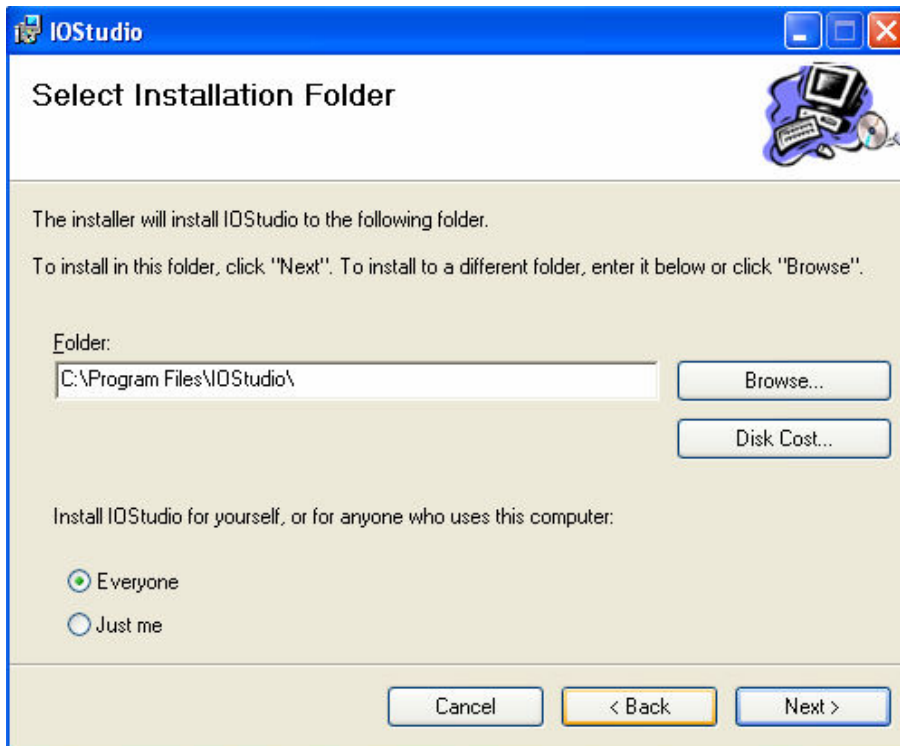 IOStudio
Select Installation Folder
The installer will install IOStudio to the following folder.
To install in this folder, click "Next". To install to a different folder, enter it below or click "Browse".
Folder:
C:\Program Files\IOStudio\
Browse...
Disk Cost...
Install IOStudio for yourself, or for anyone who uses this computer:
Everyone
Just me
Cancel
< Back
Next >